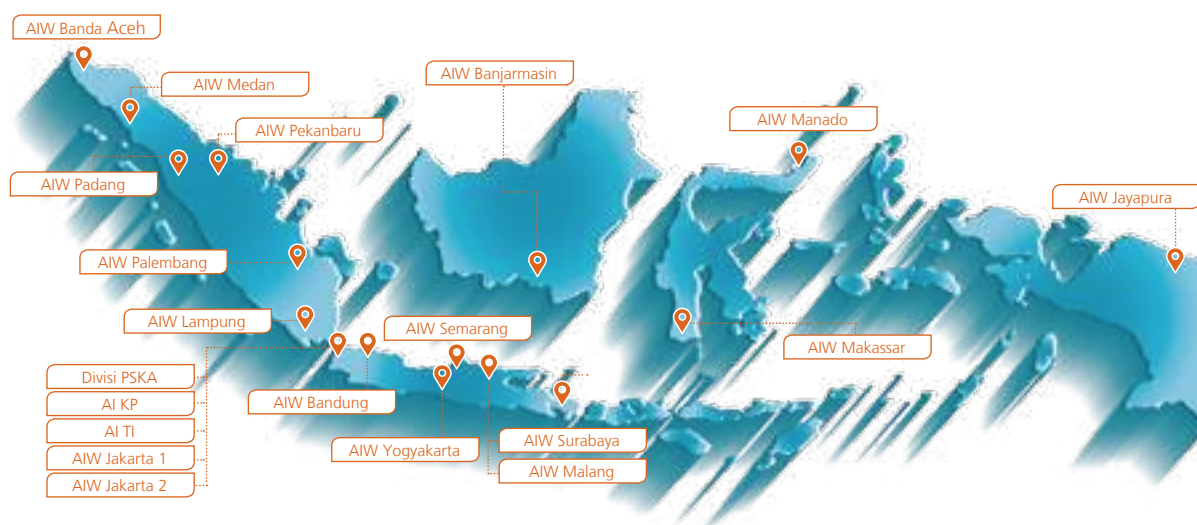 AIW Banda Aceh
AIW Medan
AIW Banjarmasin
AIW Pekanbaru
AIW Manado
AIW Padang
AIW Jayapura
AIW Palembang
AIW Lampung
AIW Semarang
AIW Makassar
Divisi PSKA
AI KP
AIW Bandung
AI TI
AIW Yogyakarta
AIW Surabaya
AIW Jakarta 1
AIW Malang
AIW Jakarta 2